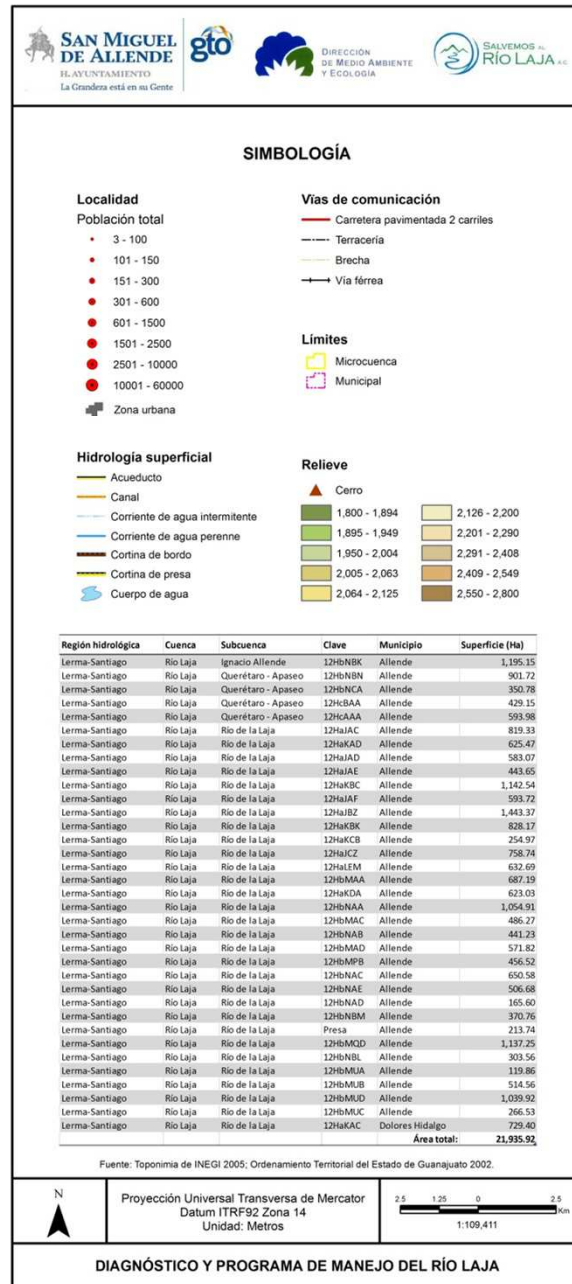 SAN MIGUEL
DE ALLENDE
H. AYUNTAMIENTO
La Grandeza está en su Gente
gto
DIRECCIÓN
DE MEDIO AMBIENTE
Y ECOLOGÍA
SALVEMOS AL
RÍO LAJA A.C.
SIMBOLOGÍA
Localidad
Población total
3 - 100
101 - 150
151 - 300
301 - 600
601 - 1500
1501 - 2500
2501 - 10000
10001 - 60000
Zona urbana
Vías de comunicación
Carretera pavimentada 2 carriles
Terracería
Brecha
Vía férrea
Límites
Microcuenca
Municipal
Hidrología superficial
Acueducto
Canal
Corriente de agua intermitente
Corriente de agua perenne
Cortina de bordo
Cortina de presa
Cuerpo de agua
Relieve
Cerro
1,800 - 1,894
1,895 - 1,949
1,950 - 2,004
2,005 - 2,063
2,064 - 2,125
2,126 - 2,200
2,201 - 2,290
2,291 - 2,408
2,409 - 2,549
2,550 - 2,800
Región hidrológica Cuenca Subcuenca Clave Municipio Superficie (Ha)
Lerma-Santiago Río Laja Ignacio Allende 12HbNBK Allende 1,195.15
Lerma-Santiago Río Laja Querétaro - Apaseo 12HbNBN Allende 901.72
Lerma-Santiago Río Laja Querétaro - Apaseo 12HbNCA Allende 350.78
Lerma-Santiago Río Laja Querétaro - Apaseo 12HcBAA Allende 429.15
Lerma-Santiago Río Laja Querétaro - Apaseo 12HcAAA Allende 593.98
Lerma-Santiago Río Laja Río de la Laja 12HaJAC Allende 819.33
Lerma-Santiago Río Laja Río de la Laja 12HaKAD Allende 625.47
Lerma-Santiago Río Laja Río de la Laja 12HaJAD Allende 583.07
Lerma-Santiago Río Laja Río de la Laja 12HaJAE Allende 443.65
Lerma-Santiago Río Laja Río de la Laja 12HaKBC Allende 1,142.54
Lerma-Santiago Río Laja Río de la Laja 12HaJAF Allende 593.72
Lerma-Santiago Río Laja Río de la Laja 12HaJBZ Allende 1,443.37
Lerma-Santiago Río Laja Río de la Laja 12HaKBK Allende 828.17
Lerma-Santiago Río Laja Río de la Laja 12HaKCB Allende 254.97
Lerma-Santiago Río Laja Río de la Laja 12HaJCZ Allende 758.74
Lerma-Santiago Río Laja Río de la Laja 12HaLEM Allende 632.69
Lerma-Santiago Río Laja Río de la Laja 12HbMAA Allende 687.19
Lerma-Santiago Río Laja Río de la Laja 12HaKDA Allende 623.03
Lerma-Santiago Río Laja Río de la Laja 12HbNAA Allende 1,054.91
Lerma-Santiago Río Laja Río de la Laja 12HbMAC Allende 486.27
Lerma-Santiago Río Laja Río de la Laja 12HbNAB Allende 441.23
Lerma-Santiago Río Laja Río de la Laja 12HbMAD Allende 571.82
Lerma-Santiago Río Laja Río de la Laja 12HbMPB Allende 456.52
Lerma-Santiago Río Laja Río de la Laja 12HbNAC Allende 650.58
Lerma-Santiago Río Laja Río de la Laja 12HbNAE Allende 506.68
Lerma-Santiago Río Laja Río de la Laja 12HbNAD Allende 165.60
Lerma-Santiago Río Laja Río de la Laja 12HbNBM Allende 370.76
Lerma-Santiago Río Laja Río de la Laja Presa Allende 213.74
Lerma-Santiago Río Laja Río de la Laja 12HbMQD Allende 1,137.25
Lerma-Santiago Río Laja Río de la Laja 12HbNBL Allende 303.56
Lerma-Santiago Río Laja Río de la Laja 12HbMUA Allende 119.86
Lerma-Santiago Río Laja Río de la Laja 12HbMUB Allende 514.56
Lerma-Santiago Río Laja Río de la Laja 12HbMUD Allende 1,039.92
Lerma-Santiago Río Laja Río de la Laja 12HbMUC Allende 266.53
Lerma-Santiago Río Laja Río de la Laja 12HaKAC Dolores Hidalgo 729.40
Área total: 21,935.92
Fuente: Toponimia de INEGI 2005; Ordenamiento Territorial del Estado de Guanajuato 2002.
N
Proyección Universal Transversa de Mercator
Datum ITRF92 Zona 14
Unidad: Metros
2.5 1.25 0 2.5
Km
1:109,411
DIAGNÓSTICO Y PROGRAMA DE MANEJO DEL RÍO LAJA